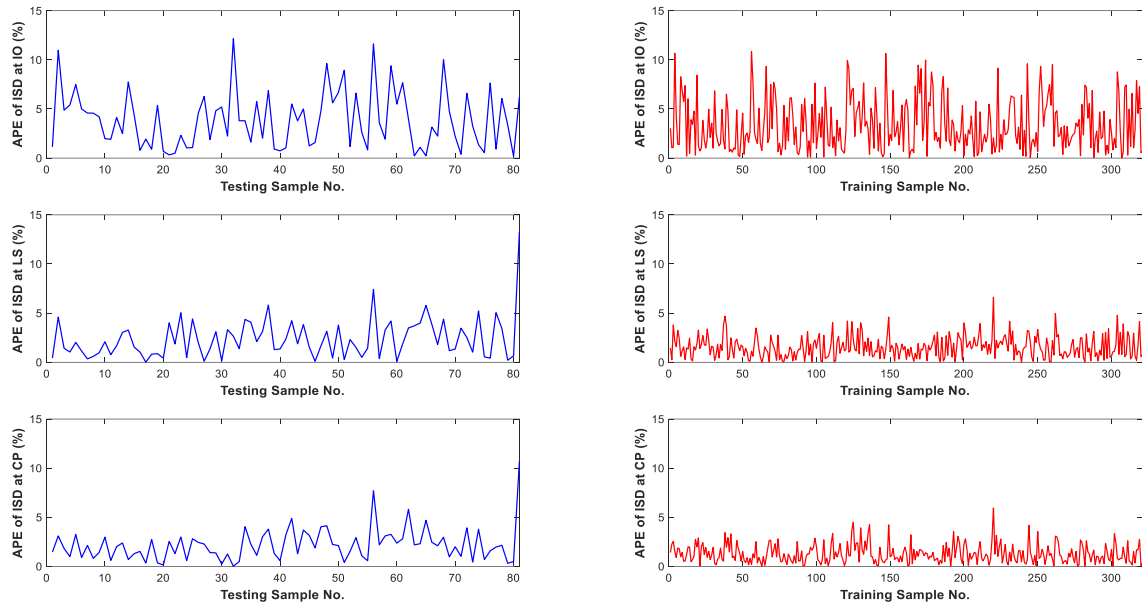 15
10
5
0
APE of ISD at IO (%)
0 10 20 30 40 50 60 70 80
Testing Sample No.
15
10
5
0
APE of ISD at IO (%)
0 50 100 150 200 250 300
Training Sample No.
15
10
5
0
APE of ISD at LS (%)
0 10 20 30 40 50 60 70 80
Testing Sample No.
15
10
5
0
APE of ISD at LS (%)
0 50 100 150 200 250 300
Training Sample No.
15
10
5
0
APE of ISD at CP (%)
0 10 20 30 40 50 60 70 80
Testing Sample No.
15
10
5
0
APE of ISD at CP (%)
0 50 100 150 200 250 300
Training Sample No.